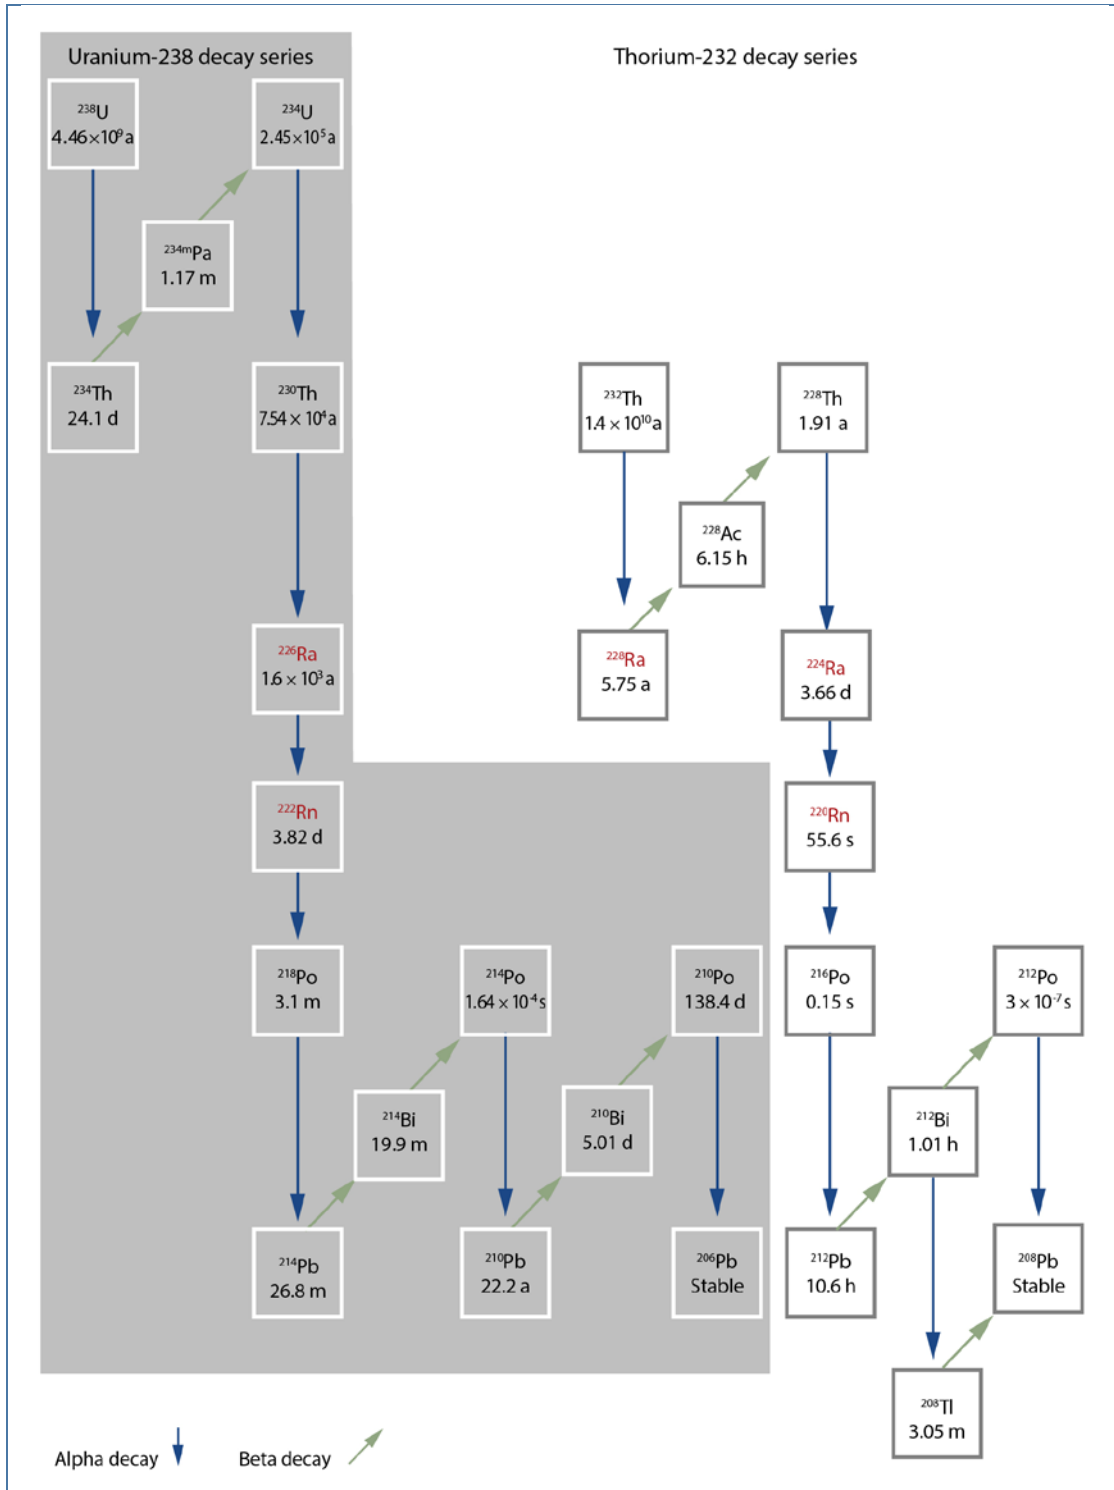 Uranium-238 decay series
Thorium-232 decay series
²³⁸U
4.46×10⁹a
²³⁴U
2.45×10⁵a
²³⁴ᵐPa
1.17 m
²³⁴Th
24.1 d
²³⁰Th
7.54 × 10⁴a
²³²Th
1.4 × 10¹⁰a
²²⁸Th
1.91 a
²²⁸Ac
6.15 h
²²⁶Ra
1.6 × 10³a
²²⁸Ra
5.75 a
²²⁴Ra
3.66 d
²²²Rn
3.82 d
²²⁰Rn
55.6 s
²¹⁸Po
3.1 m
²¹⁴Po
1.64 × 10⁻⁴s
²¹⁰Po
138.4 d
²¹⁶Po
0.15 s
²¹²Po
3 × 10⁻⁷s
²¹⁴Bi
19.9 m
²¹⁰Bi
5.01 d
²¹²Bi
1.01 h
²¹⁴Pb
26.8 m
²¹⁰Pb
22.2 a
²⁰⁶Pb
Stable
²¹²Pb
10.6 h
²⁰⁸Pb
Stable
²⁰⁸Tl
3.05 m
Alpha decay
Beta decay